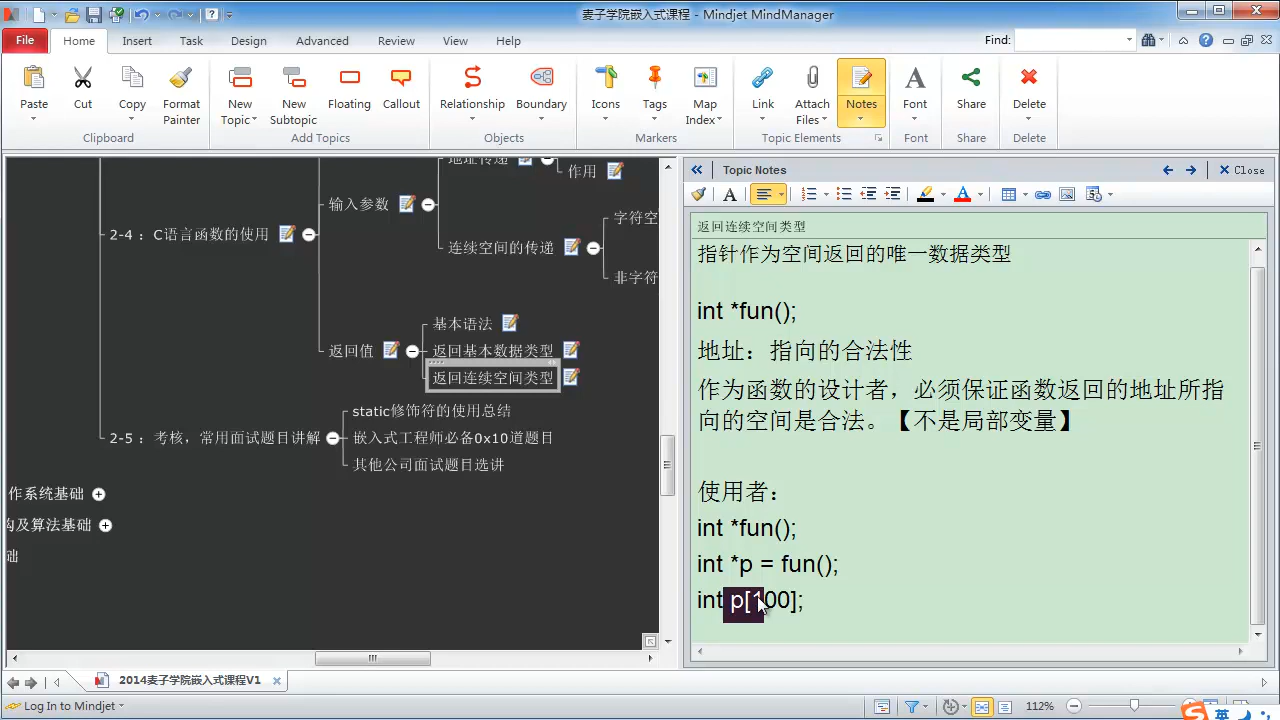 麦子学院嵌入式课程 - Mindjet MindManager
File Home Insert Task Design Advanced Review View Help Find:
Paste Cut Copy Format Painter New Topic New Subtopic Floating Callout Relationship Boundary Icons Tags Map Index Link Attach Files Notes Font Share Delete
Clipboard Add Topics Objects Markers Topic Elements Font Share Delete
地址传递
作用
输入参数
字符空
2-4 : C语言函数的使用
连续空间的传递
非字符
基本语法
返回值
返回基本数据类型
返回连续空间类型
static修饰符的使用总结
2-5 : 考核，常用面试题目讲解
嵌入式工程师必备0x10道题目
其他公司面试题目选讲
作系统基础
构及算法基础
础
Topic Notes Close
返回连续空间类型
指针作为空间返回的唯一数据类型
int *fun();
地址：指向的合法性
作为函数的设计者，必须保证函数返回的地址所指
向的空间是合法。【不是局部变量】
使用者：
int *fun();
int *p = fun();
int p[100];
2014麦子学院嵌入式课程V1
Log In to Mindjet
112%
英